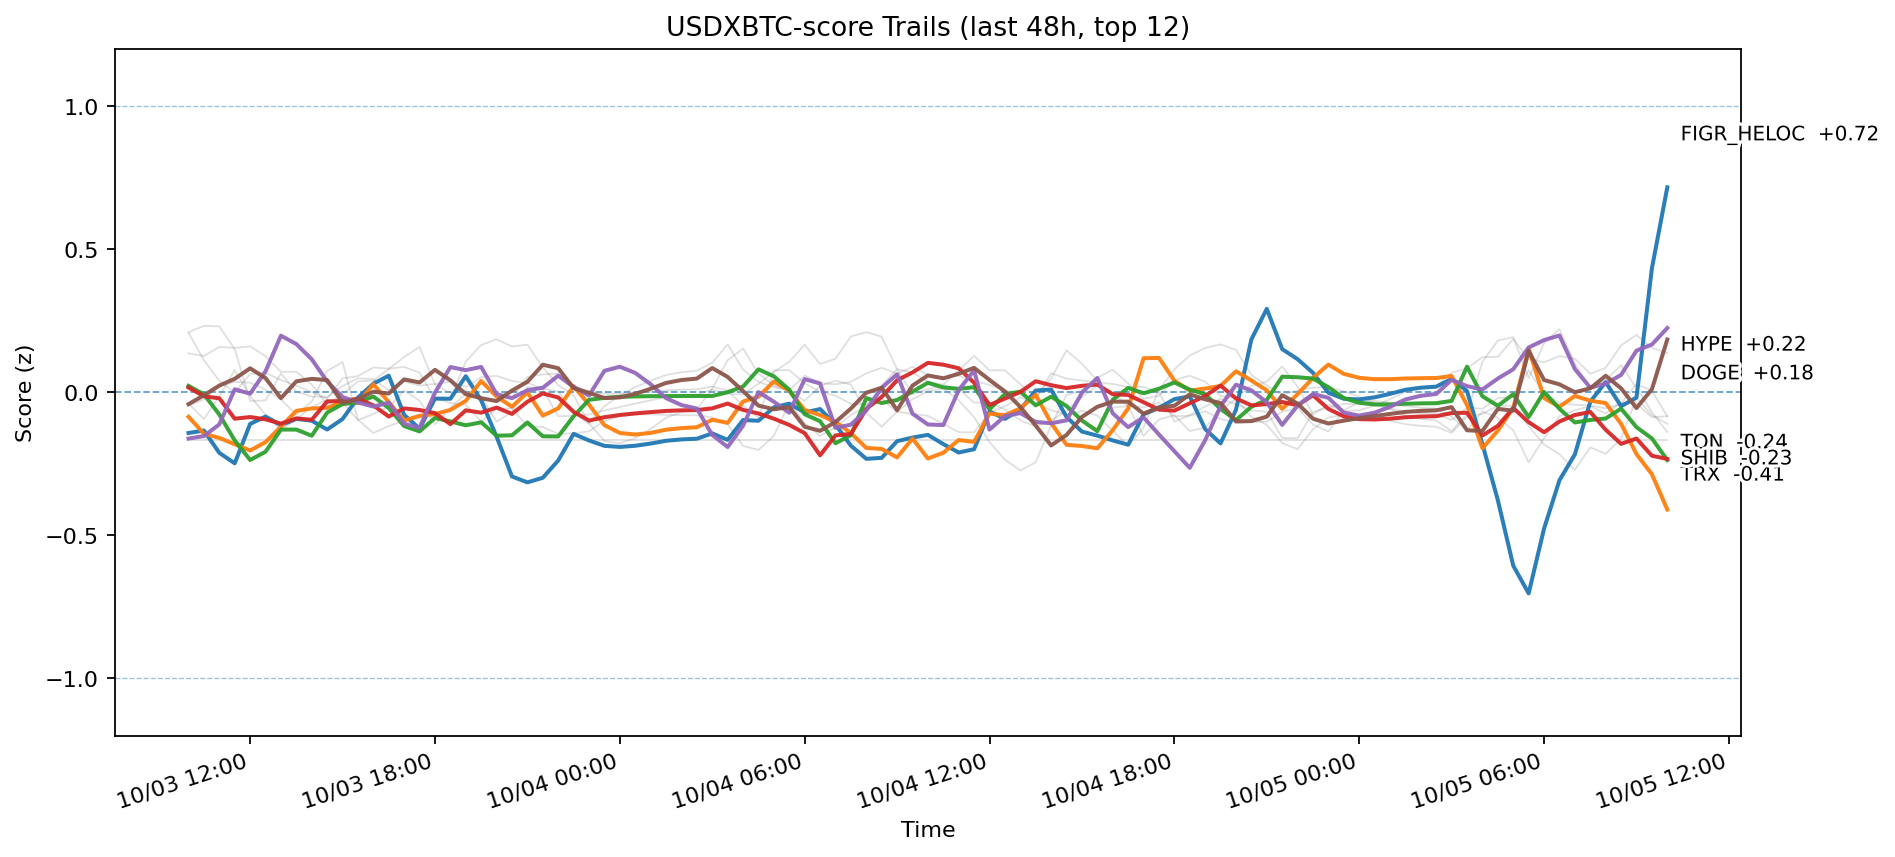 USDXBTC-score Trails (last 48h, top 12)
1.0
0.5
0.0
−0.5
−1.0
Score (z)
FIGR_HELOC +0.72
HYPE +0.22
DOGE +0.18
TON -0.24
SHIB -0.23
TRX -0.41
10/03 12:00
10/03 18:00
10/04 00:00
10/04 06:00
10/04 12:00
10/04 18:00
10/05 00:00
10/05 06:00
10/05 12:00
Time